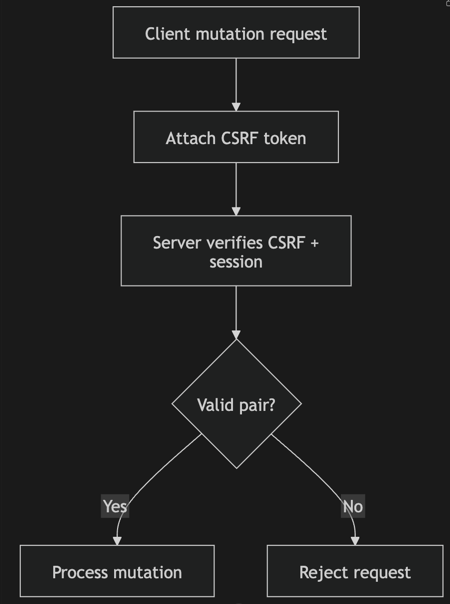 Client mutation request
Attach CSRF token
Server verifies CSRF +
session
Valid pair?
Yes
No
Process mutation
Reject request